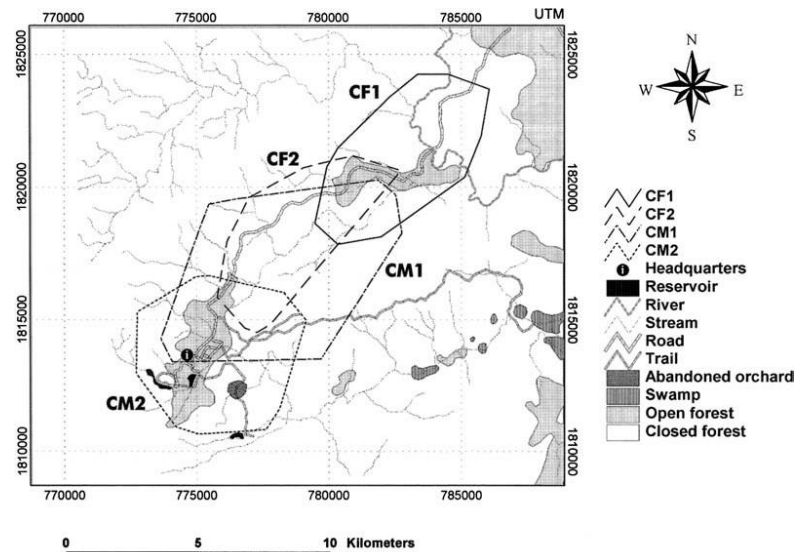 770000 775000 780000 785000 UTM
1825000 1825000
N
W E
S
CF1
CF2
1820000 1820000
CF1
CF2
CM1
CM2
Headquarters
Reservoir
River
Stream
Road
Trail
Abandoned orchard
Swamp
Open forest
Closed forest
CM1
1815000 1815000
i
CM2
1810000 1810000
770000 775000 780000 785000
0 5 10 Kilometers